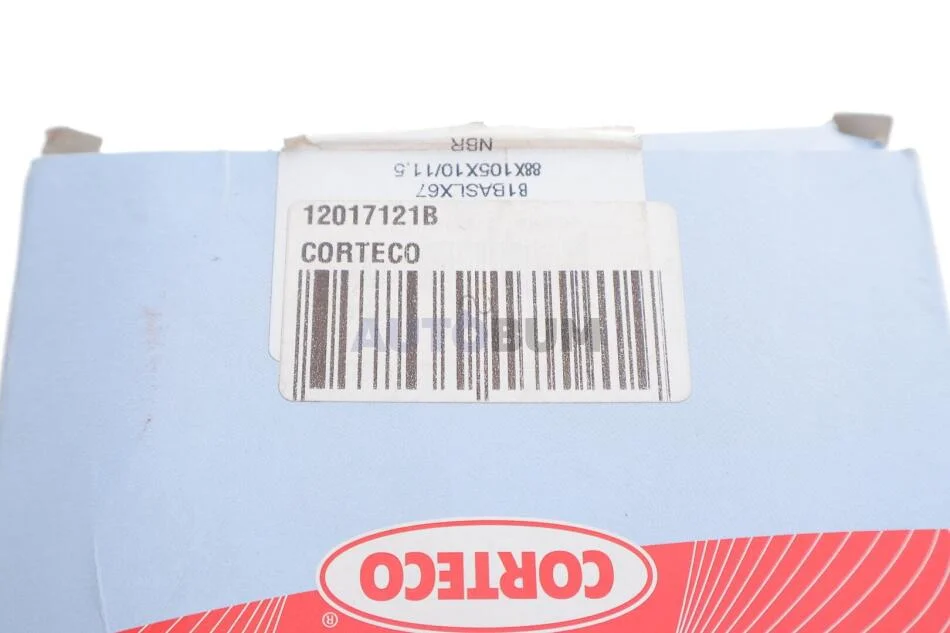 NBR
88X105X10/11,5
B1BASLX67
12017121B
CORTECO
AUTOBUM
CORTECO
®